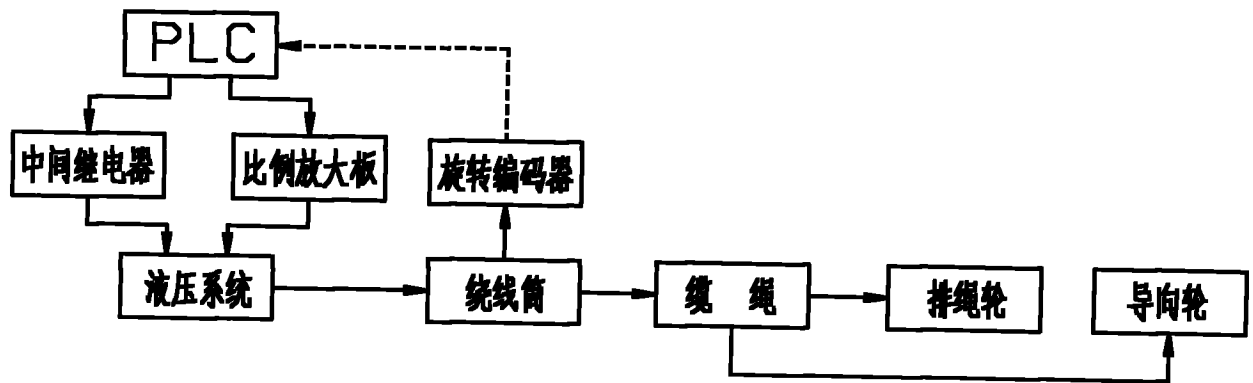 PLC
中间继电器
比例放大板
旋转编码器
液压系统
绕线筒
缆 绳
排绳轮
导向轮